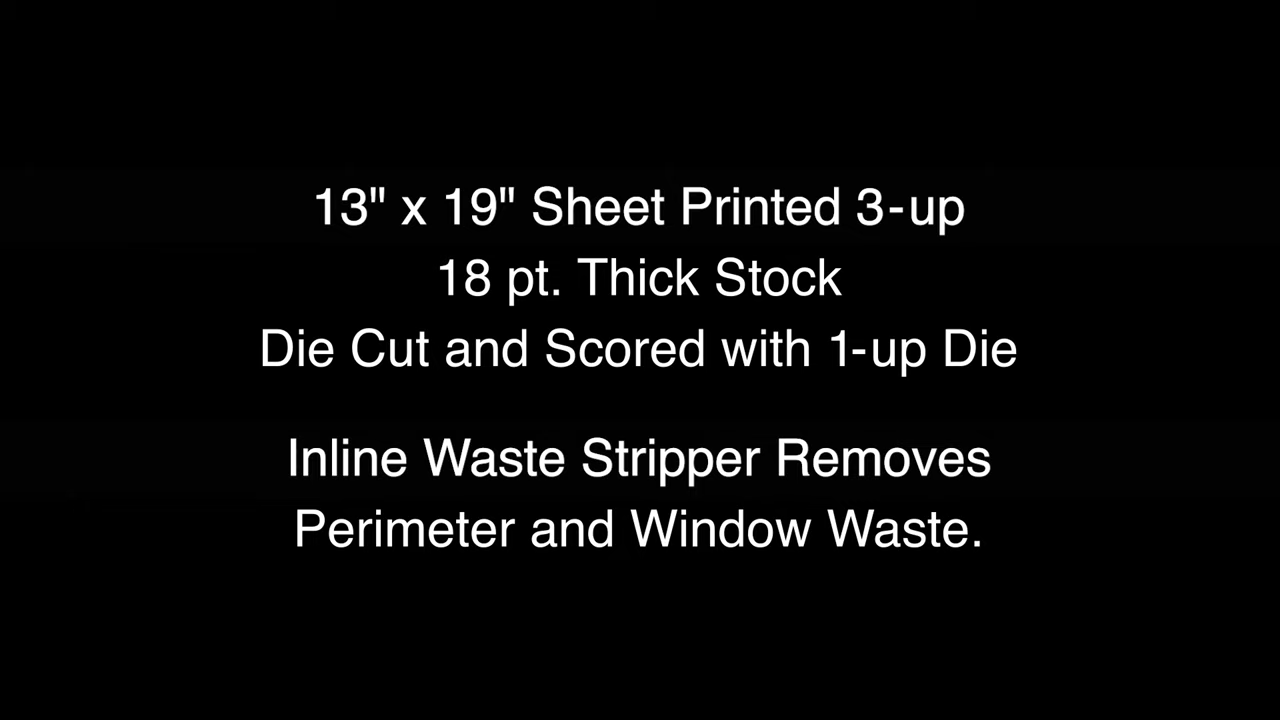 13" x 19" Sheet Printed 3-up
18 pt. Thick Stock
Die Cut and Scored with 1-up Die
Inline Waste Stripper Removes
Perimeter and Window Waste.